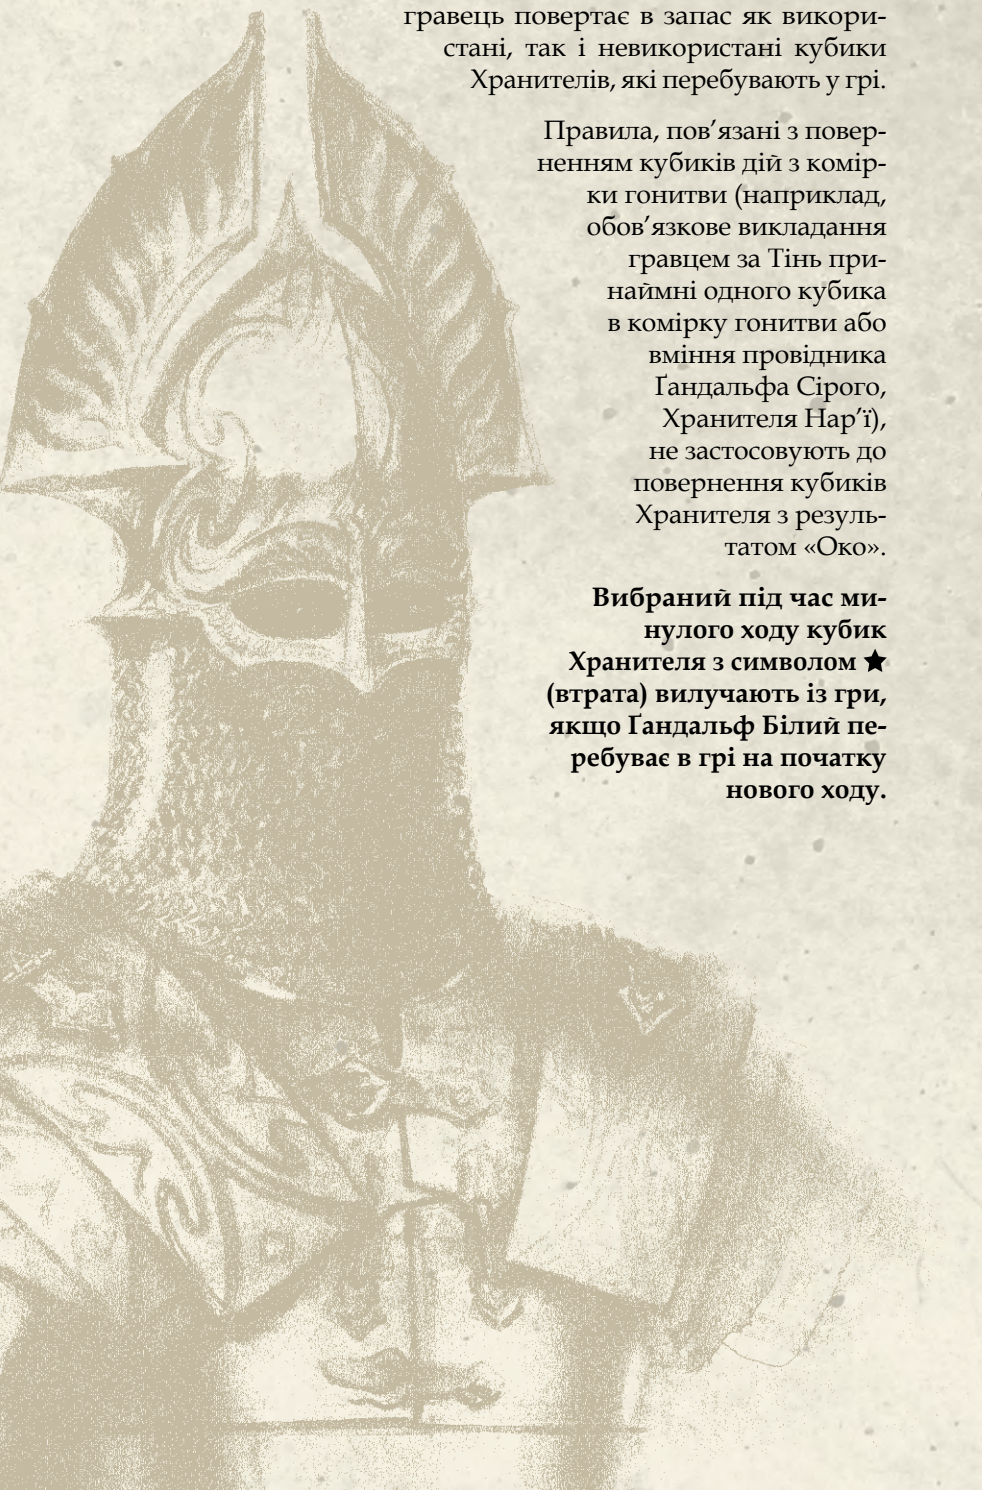 гравець повертає в запас як викори-
стані, так і невикористані кубики
Хранителів, які перебувають у грі.
Правила, пов’язані з повер-
ненням кубиків дій з комір-
ки гонитви (наприклад,
обов’язкове викладання
гравцем за Тінь при-
наймні одного кубика
в комірку гонитви або
вміння провідника
Ґандальфа Сірого,
Хранителя Нар’ї),
не застосовують до
повернення кубиків
Хранителя з резуль-
татом «Око».
Вибраний під час ми-
нулого ходу кубик
Хранителя з символом ★
(втрата) вилучають із гри,
якщо Ґандальф Білий пе-
ребуває в грі на початку
нового ходу.